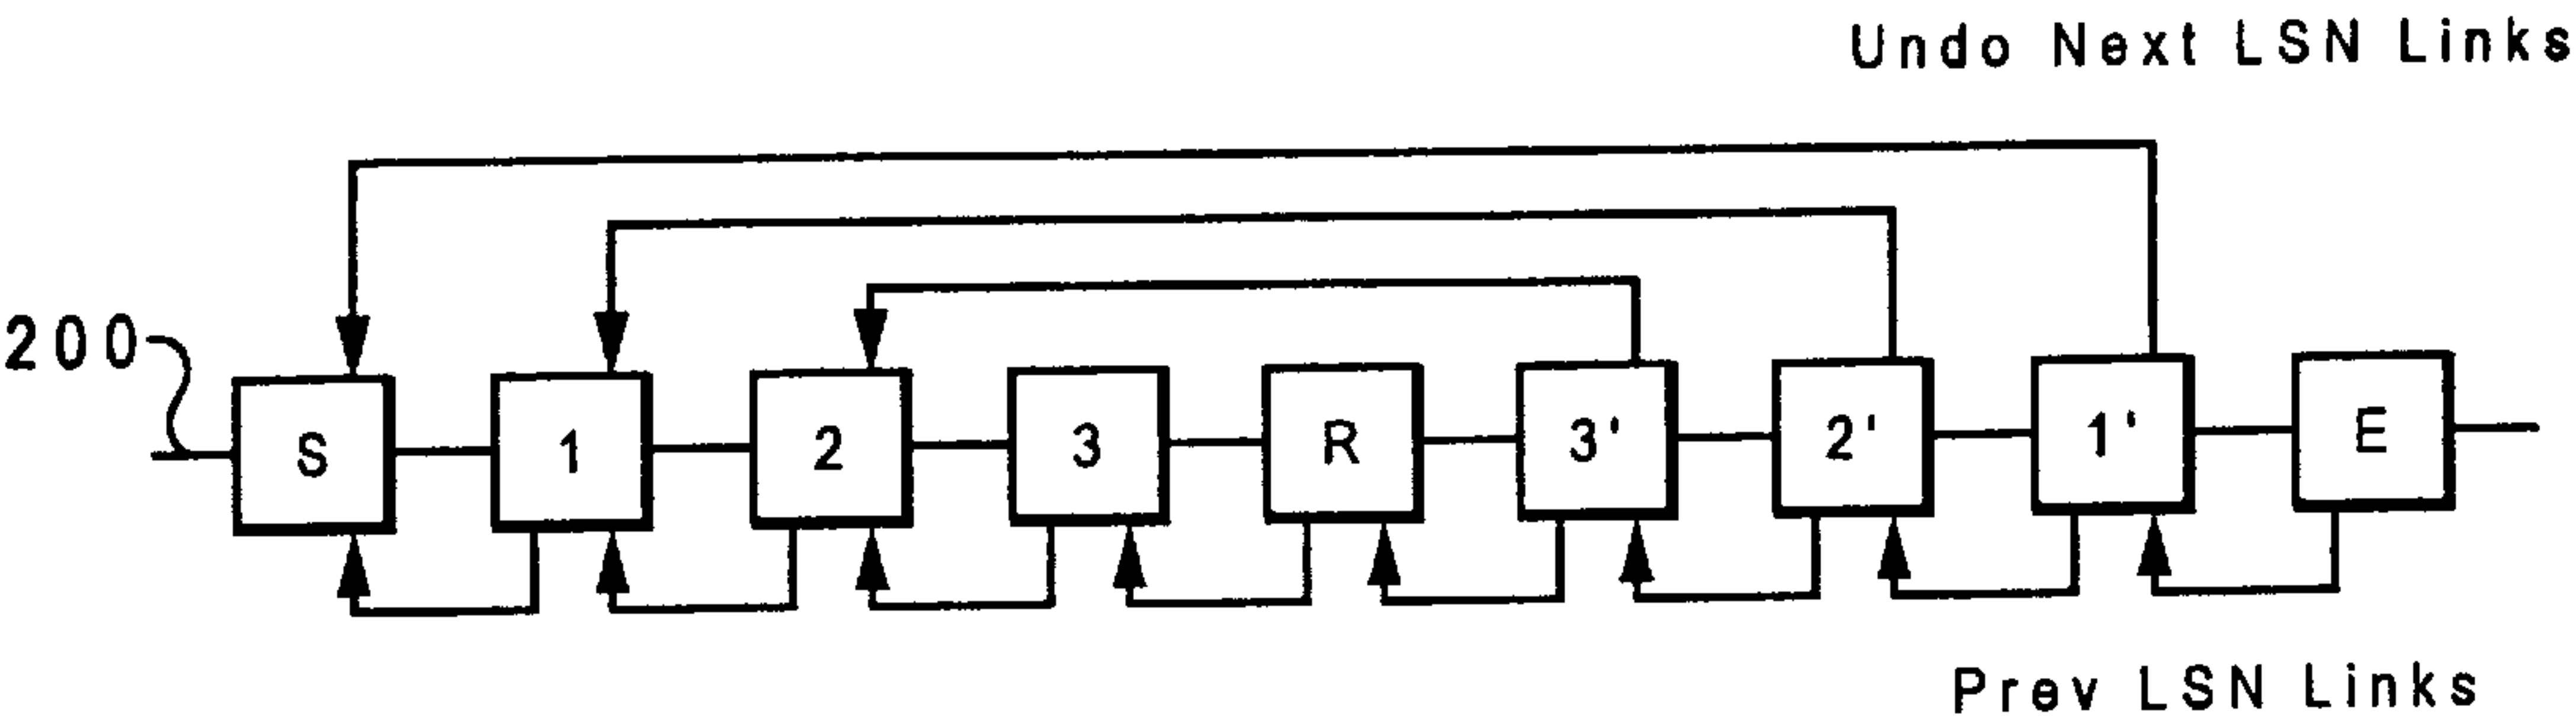 Undo Next LSN Links
200
S 1 2 3 R 3' 2' 1' E
Prev LSN Links